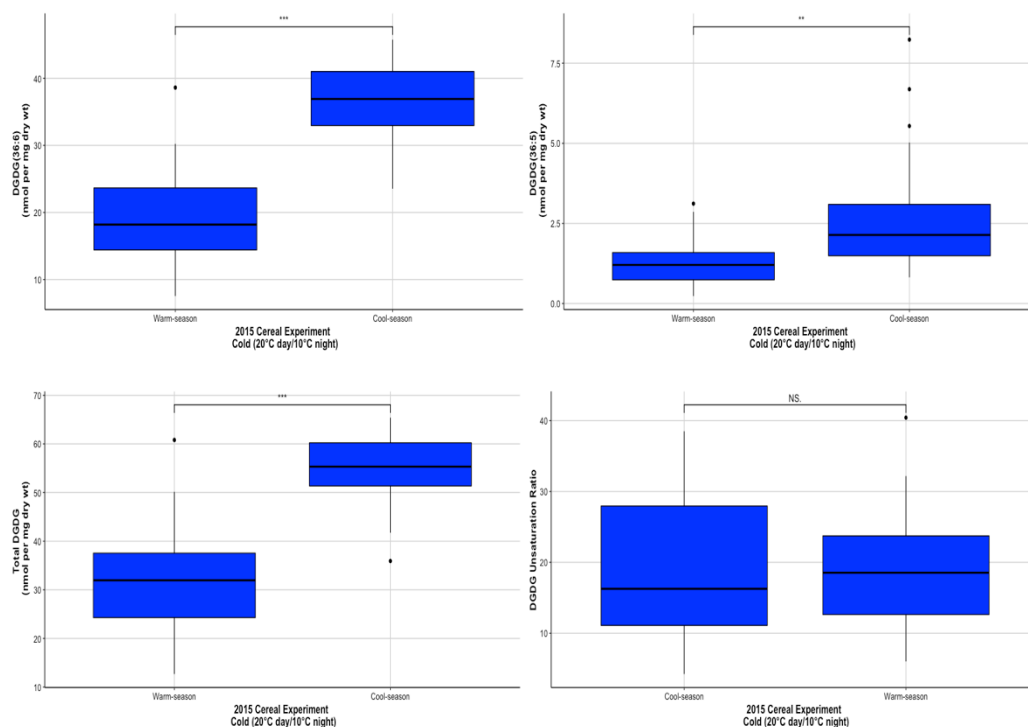 ***
DGDG(36:6)
(nmol per mg dry wt)
40
30
20
10
Warm-season Cool-season
2015 Cereal Experiment
Cold (20°C day/10°C night)
**
DGDG(36:5)
(nmol per mg dry wt)
7.5
5.0
2.5
0.0
Warm-season Cool-season
2015 Cereal Experiment
Cold (20°C day/10°C night)
***
Total DGDG
(nmol per mg dry wt)
70
60
50
40
30
20
10
Warm-season Cool-season
2015 Cereal Experiment
Cold (20°C day/10°C night)
NS.
DGDG Unsaturation Ratio
40
30
20
10
Cool-season Warm-season
2015 Cereal Experiment
Cold (20°C day/10°C night)